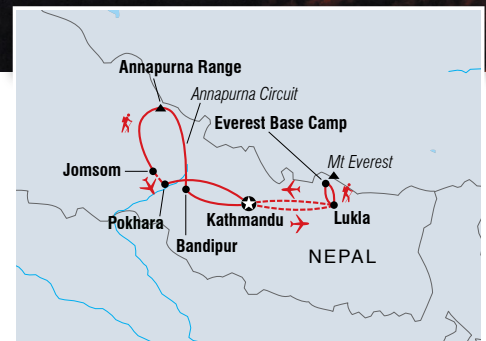 Annapurna Range
Annapurna Circuit
Everest Base Camp
Mt Everest
Jomsom
Pokhara
Kathmandu
Lukla
Bandipur
NEPAL